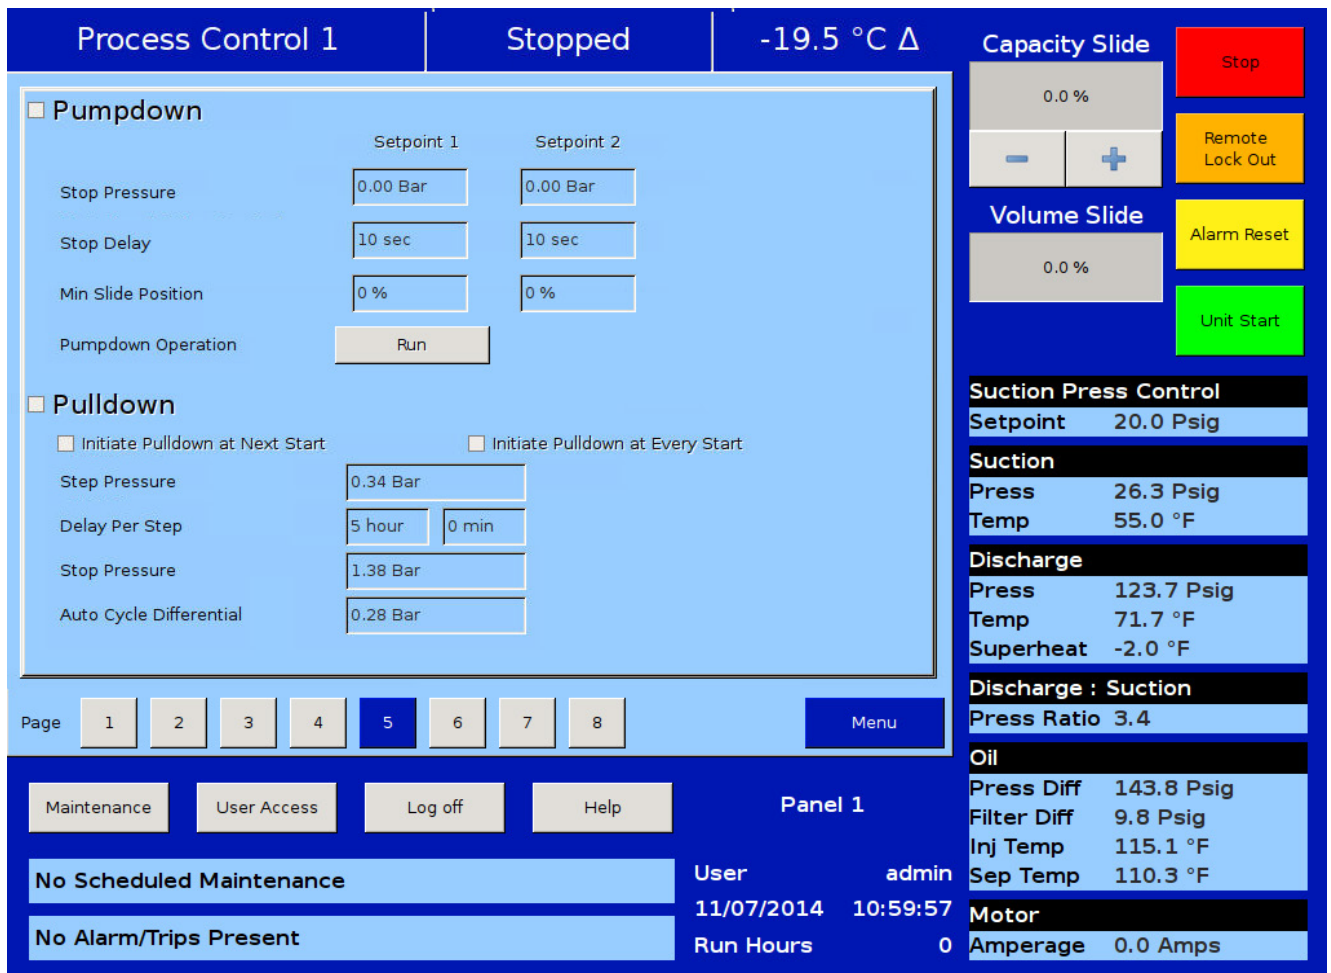 Process Control 1
Stopped
-19.5 °C Δ
Pumpdown
Setpoint 1 Setpoint 2
Stop Pressure 0.00 Bar 0.00 Bar
Stop Delay 10 sec 10 sec
Min Slide Position 0 % 0 %
Pumpdown Operation Run
Pulldown
Initiate Pulldown at Next Start Initiate Pulldown at Every Start
Step Pressure 0.34 Bar
Delay Per Step 5 hour 0 min
Stop Pressure 1.38 Bar
Auto Cycle Differential 0.28 Bar
Page 1 2 3 4 5 6 7 8 Menu
Maintenance User Access Log off Help
Panel 1
No Scheduled Maintenance
No Alarm/Trips Present
User admin
11/07/2014 10:59:57
Run Hours 0
Capacity Slide
0.0 %
Volume Slide
0.0 %
Stop
Remote
Lock Out
Alarm Reset
Unit Start
Suction Press Control
Setpoint 20.0 Psig
Suction
Press 26.3 Psig
Temp 55.0 °F
Discharge
Press 123.7 Psig
Temp 71.7 °F
Superheat -2.0 °F
Discharge : Suction
Press Ratio 3.4
Oil
Press Diff 143.8 Psig
Filter Diff 9.8 Psig
Inj Temp 115.1 °F
Sep Temp 110.3 °F
Motor
Amperage 0.0 Amps